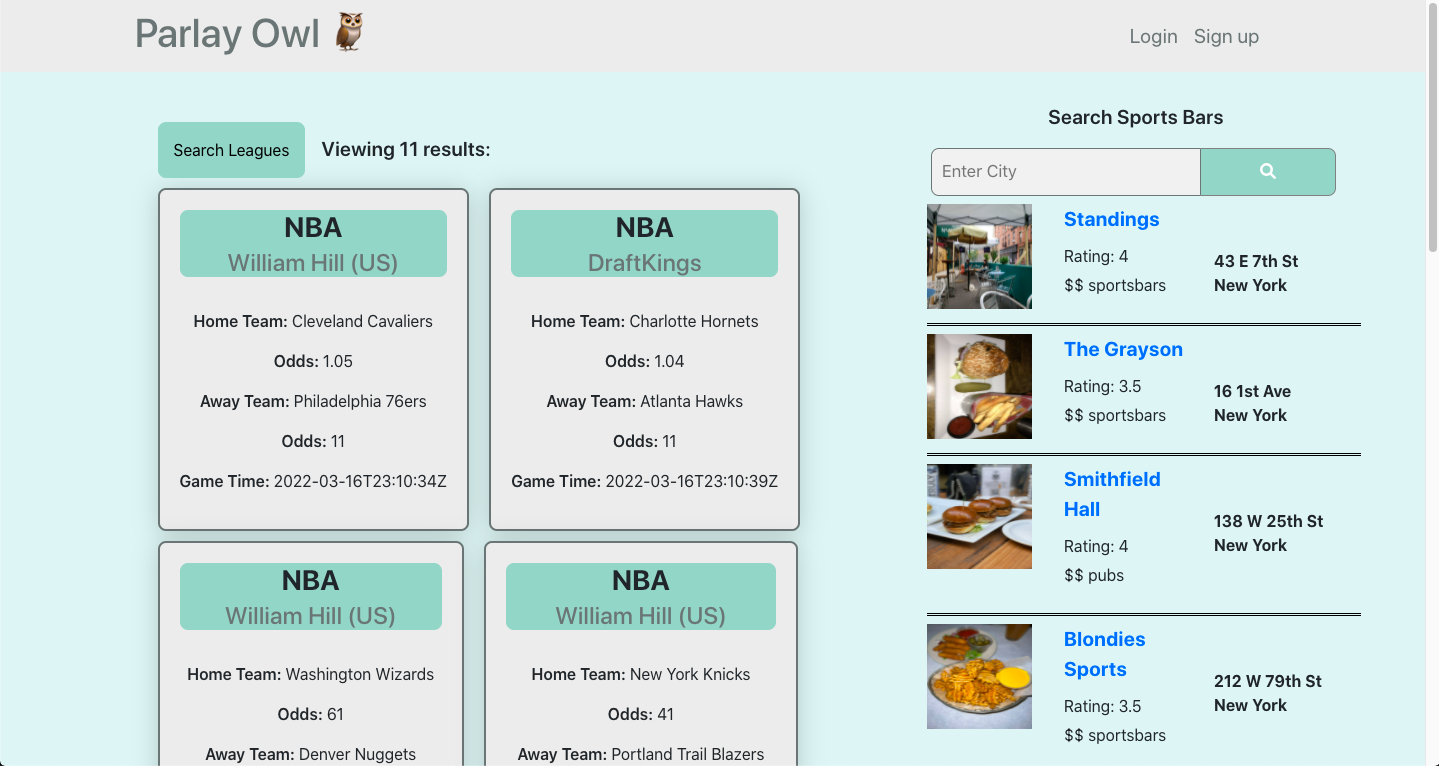 Parlay Owl 🦉
Login Sign up
Search Leagues
Viewing 11 results:
NBA
William Hill (US)
Home Team: Cleveland Cavaliers
Odds: 1.05
Away Team: Philadelphia 76ers
Odds: 11
Game Time: 2022-03-16T23:10:34Z
NBA
DraftKings
Home Team: Charlotte Hornets
Odds: 1.04
Away Team: Atlanta Hawks
Odds: 11
Game Time: 2022-03-16T23:10:39Z
NBA
William Hill (US)
Home Team: Washington Wizards
Odds: 61
Away Team: Denver Nuggets
NBA
William Hill (US)
Home Team: New York Knicks
Odds: 41
Away Team: Portland Trail Blazers
Search Sports Bars
Enter City
Standings
Rating: 4
$$ sportsbars
43 E 7th St
New York
The Grayson
Rating: 3.5
$$ sportsbars
16 1st Ave
New York
Smithfield
Hall
Rating: 4
$$ pubs
138 W 25th St
New York
Blondies
Sports
Rating: 3.5
$$ sportsbars
212 W 79th St
New York